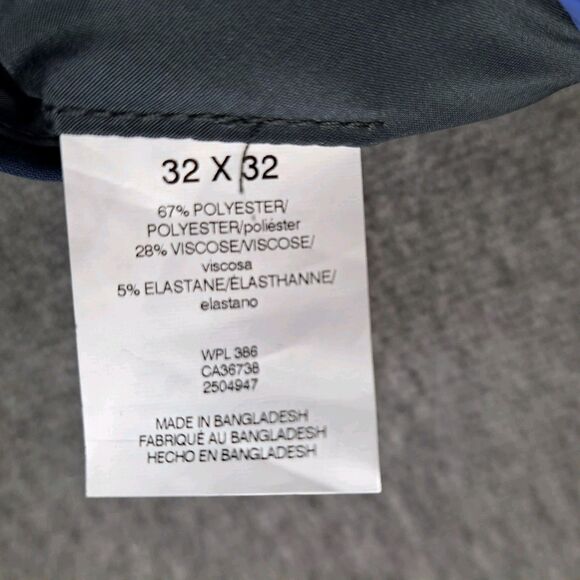 32 X 32
67% POLYESTER/
POLYESTER/poliéster
28% VISCOSE/VISCOSE/
viscosa
5% ELASTANE/ÉLASTHANNE/
elastano
WPL 386
CA36738
2504947
MADE IN BANGLADESH
FABRIQUÉ AU BANGLADESH
HECHO EN BANGLADESH